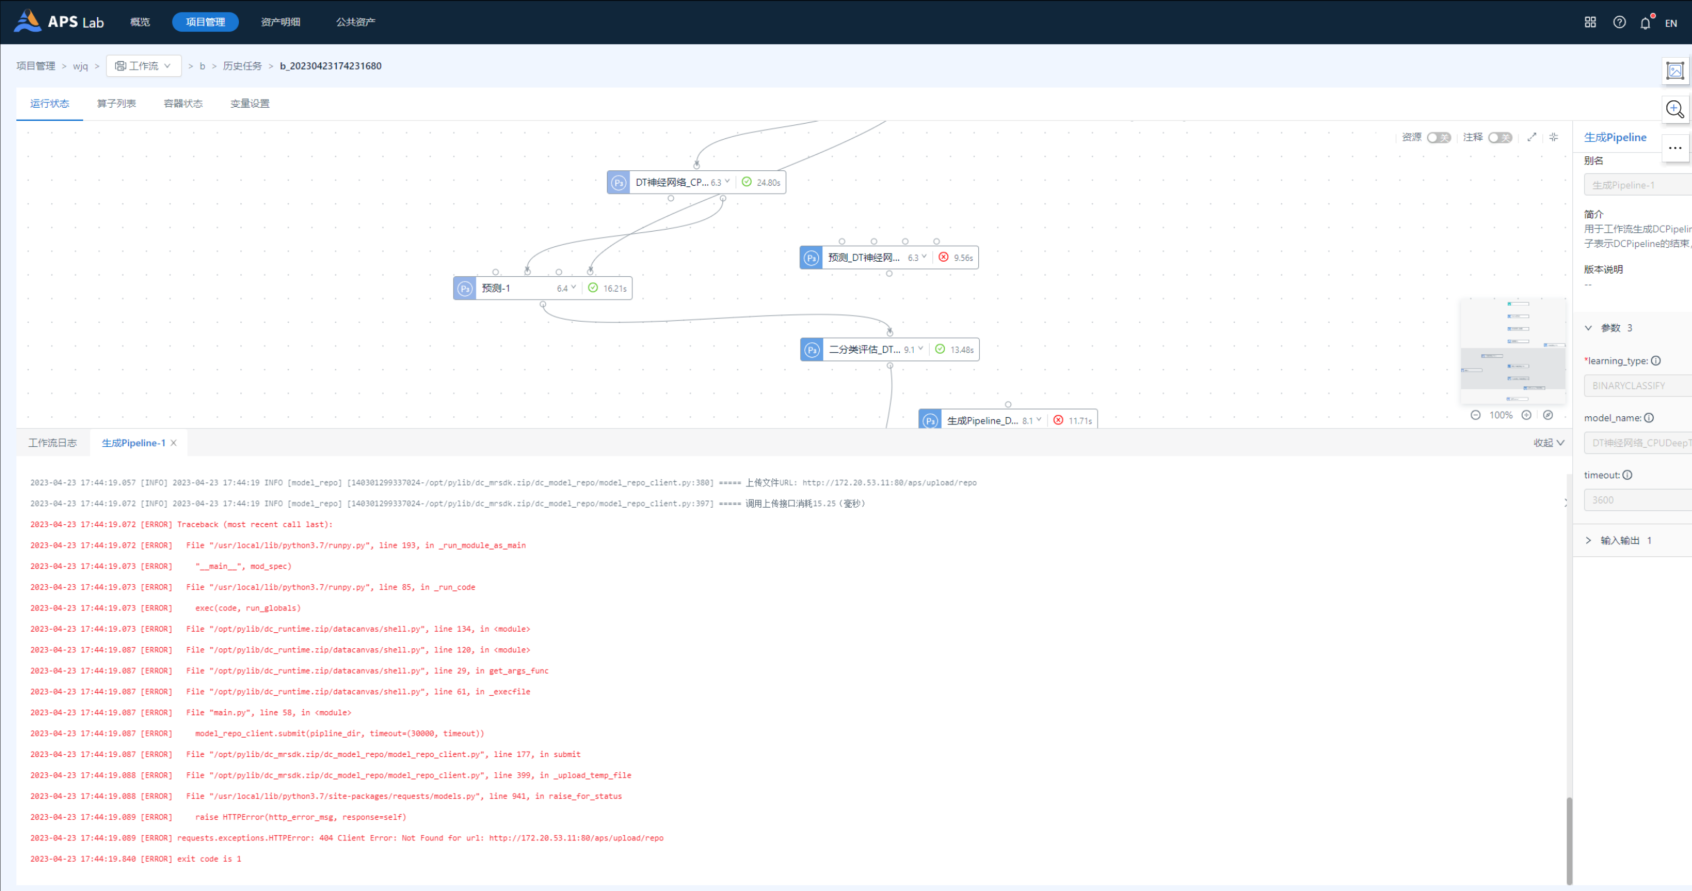 APS Lab 概览 项目管理 资产明细 公共资产 EN
项目管理 > wjq > 工作流 > b > 历史任务 > b_20230423174231680
运行状态 算子列表 容器状态 变量设置
资源 关 注释 关
DT神经网络_CP... 6.3 24.80s
预测_DT神经网... 6.3 9.56s
预测-1 6.4 16.21s
二分类评估_DT... 9.1 13.48s
生成Pipeline_D... 8.1 11.71s
100%
生成Pipeline
别名
生成Pipeline-1
简介
用于工作流生成DCPipelin
子表示DCPipeline的结束,
版本说明
--
参数 3
*learning_type:
BINARYCLASSIFY
model_name:
DT神经网络_CPUDeepT
timeout:
3600
输入输出 1
工作流日志 生成Pipeline-1 × 收起
2023-04-23 17:44:19.057 [INFO] 2023-04-23 17:44:19 INFO [model_repo] [140301299337024-/opt/pylib/dc_mrsdk.zip/dc_model_repo/model_repo_client.py:380] ===== 上传文件URL: http://172.20.53.11:80/aps/upload/repo
2023-04-23 17:44:19.072 [INFO] 2023-04-23 17:44:19 INFO [model_repo] [140301299337024-/opt/pylib/dc_mrsdk.zip/dc_model_repo/model_repo_client.py:397] ===== 调用上传接口消耗15.25(毫秒)
2023-04-23 17:44:19.072 [ERROR] Traceback (most recent call last):
2023-04-23 17:44:19.072 [ERROR] File "/usr/local/lib/python3.7/runpy.py", line 193, in _run_module_as_main
2023-04-23 17:44:19.073 [ERROR] "__main__", mod_spec)
2023-04-23 17:44:19.073 [ERROR] File "/usr/local/lib/python3.7/runpy.py", line 85, in _run_code
2023-04-23 17:44:19.073 [ERROR] exec(code, run_globals)
2023-04-23 17:44:19.073 [ERROR] File "/opt/pylib/dc_runtime.zip/datacanvas/shell.py", line 134, in <module>
2023-04-23 17:44:19.087 [ERROR] File "/opt/pylib/dc_runtime.zip/datacanvas/shell.py", line 120, in <module>
2023-04-23 17:44:19.087 [ERROR] File "/opt/pylib/dc_runtime.zip/datacanvas/shell.py", line 29, in get_args_func
2023-04-23 17:44:19.087 [ERROR] File "/opt/pylib/dc_runtime.zip/datacanvas/shell.py", line 61, in _execfile
2023-04-23 17:44:19.087 [ERROR] File "main.py", line 58, in <module>
2023-04-23 17:44:19.087 [ERROR] model_repo_client.submit(pipline_dir, timeout=(30000, timeout))
2023-04-23 17:44:19.087 [ERROR] File "/opt/pylib/dc_mrsdk.zip/dc_model_repo/model_repo_client.py", line 177, in submit
2023-04-23 17:44:19.088 [ERROR] File "/opt/pylib/dc_mrsdk.zip/dc_model_repo/model_repo_client.py", line 399, in _upload_temp_file
2023-04-23 17:44:19.088 [ERROR] File "/usr/local/lib/python3.7/site-packages/requests/models.py", line 941, in raise_for_status
2023-04-23 17:44:19.089 [ERROR] raise HTTPError(http_error_msg, response=self)
2023-04-23 17:44:19.089 [ERROR] requests.exceptions.HTTPError: 404 Client Error: Not Found for url: http://172.20.53.11:80/aps/upload/repo
2023-04-23 17:44:19.840 [ERROR] exit code is 1